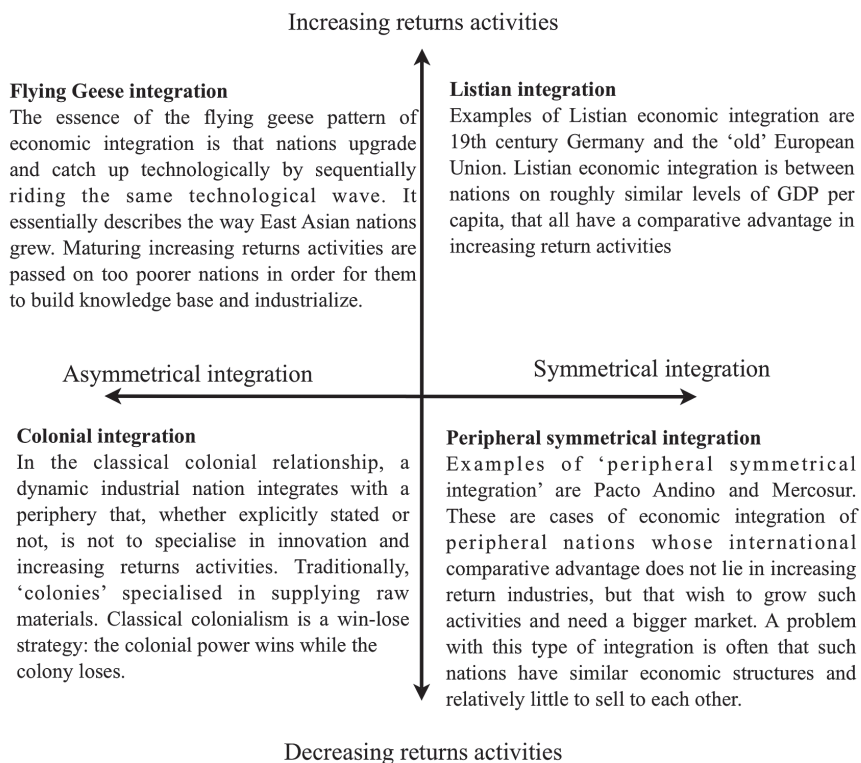 Increasing returns activities
Flying Geese integration
The essence of the flying geese pattern of
economic integration is that nations upgrade
and catch up technologically by sequentially
riding the same technological wave. It
essentially describes the way East Asian nations
grew. Maturing increasing returns activities are
passed on too poorer nations in order for them
to build knowledge base and industrialize.
Listian integration
Examples of Listian economic integration are
19th century Germany and the ‘old’ European
Union. Listian economic integration is between
nations on roughly similar levels of GDP per
capita, that all have a comparative advantage in
increasing return activities
Asymmetrical integration
Symmetrical integration
Colonial integration
In the classical colonial relationship, a
dynamic industrial nation integrates with a
periphery that, whether explicitly stated or
not, is not to specialise in innovation and
increasing returns activities. Traditionally,
‘colonies’ specialised in supplying raw
materials. Classical colonialism is a win-lose
strategy: the colonial power wins while the
colony loses.
Peripheral symmetrical integration
Examples of ‘peripheral symmetrical
integration’ are Pacto Andino and Mercosur.
These are cases of economic integration of
peripheral nations whose international
comparative advantage does not lie in increasing
return industries, but that wish to grow such
activities and need a bigger market. A problem
with this type of integration is often that such
nations have similar economic structures and
relatively little to sell to each other.
Decreasing returns activities